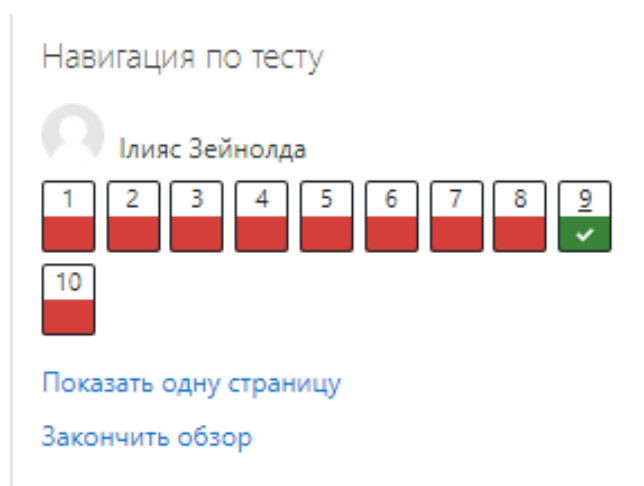 Навигация по тесту
Ілияс Зейнолда
1 2 3 4 5 6 7 8 9
10
Показать одну страницу
Закончить обзор